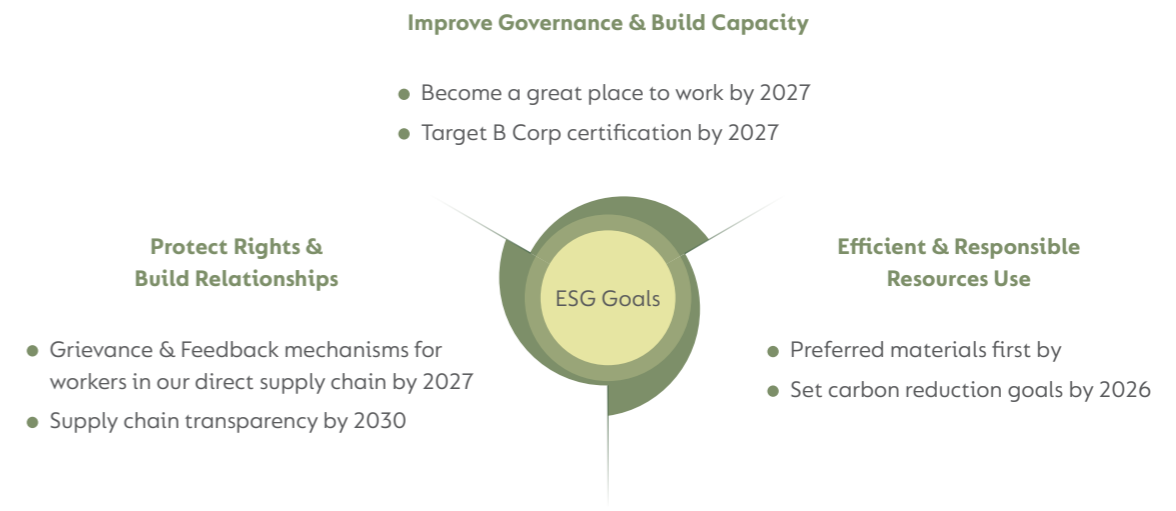 Improve Governance & Build Capacity
Become a great place to work by 2027
Target B Corp certification by 2027
Protect Rights &
Build Relationships
Grievance & Feedback mechanisms for
workers in our direct supply chain by 2027
Supply chain transparency by 2030
ESG Goals
Efficient & Responsible
Resources Use
Preferred materials first by
Set carbon reduction goals by 2026